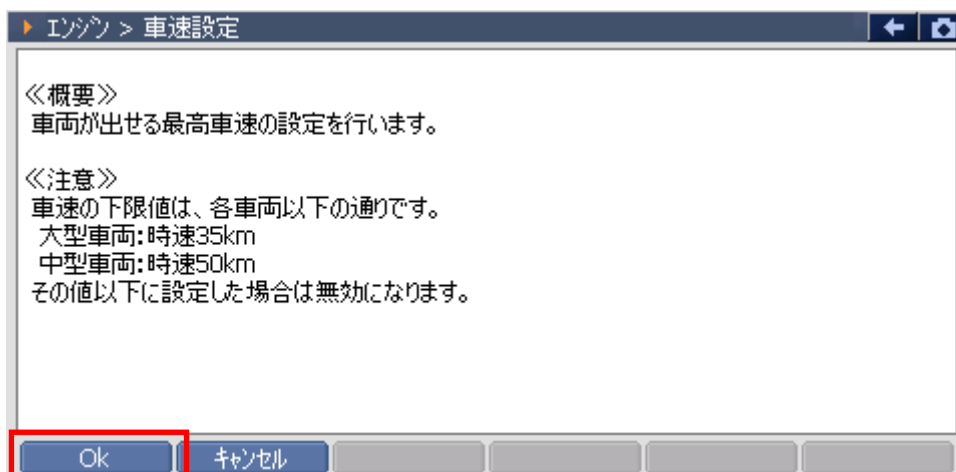 エンジン > 車速設定
≪概要≫
車両が出せる最高車速の設定を行います。
≪注意≫
車速の下限値は、各車両以下の通りです。
大型車両:時速35km
中型車両:時速50km
その値以下に設定した場合は無効になります。
Ok
キャンセル